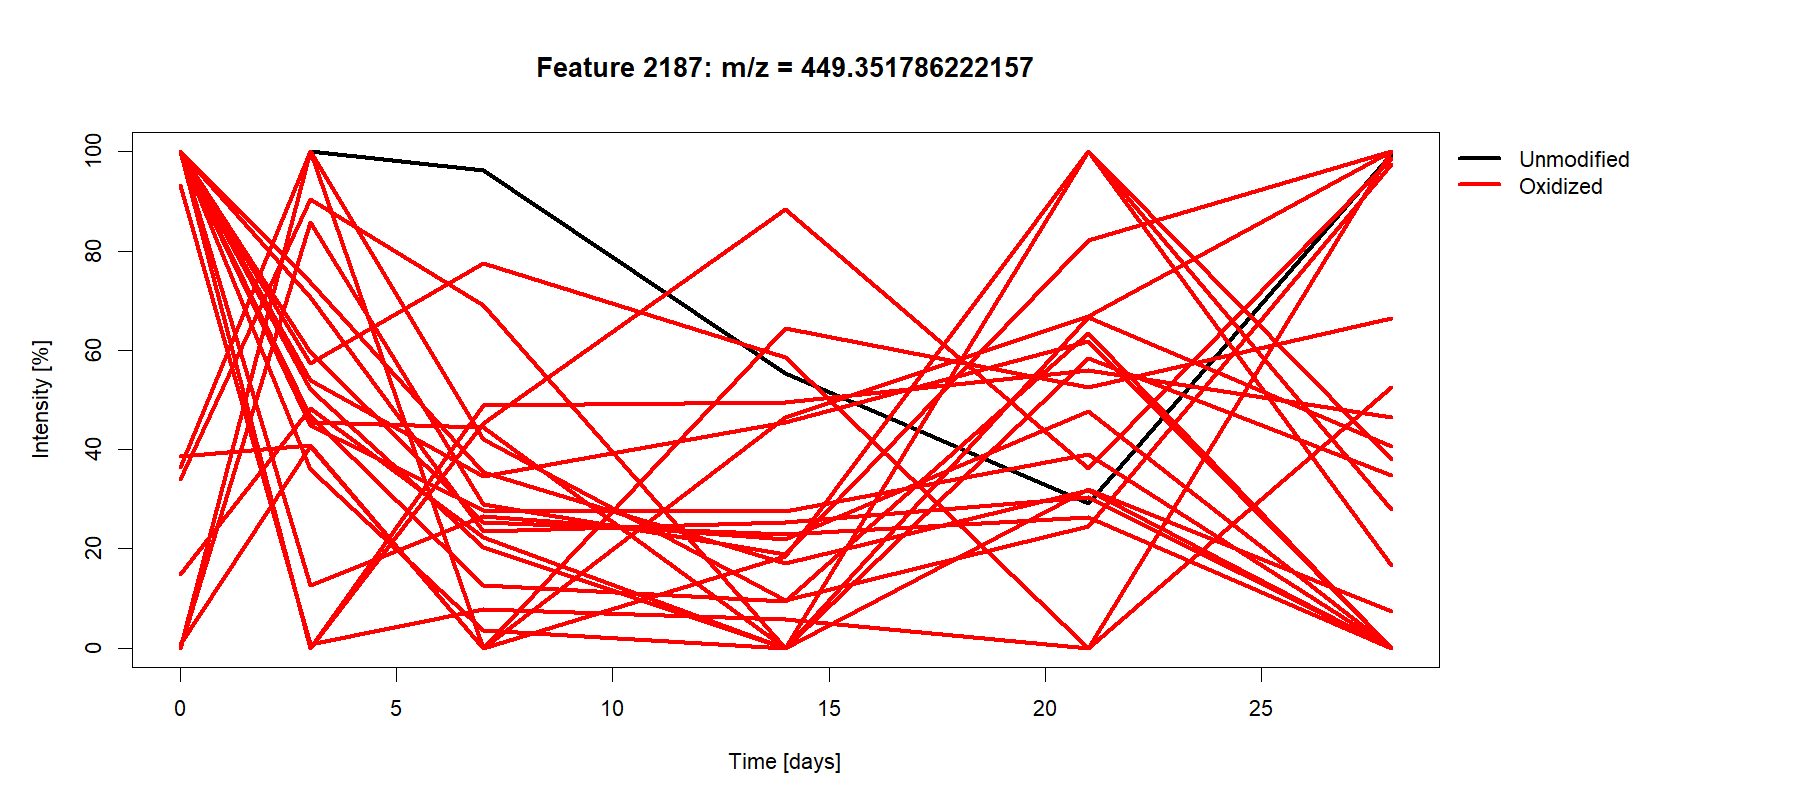 Feature 2187: m/z = 449.351786222157
Unmodified
Oxidized
100
80
60
40
20
0
Intensity [%]
0 5 10 15 20 25
Time [days]